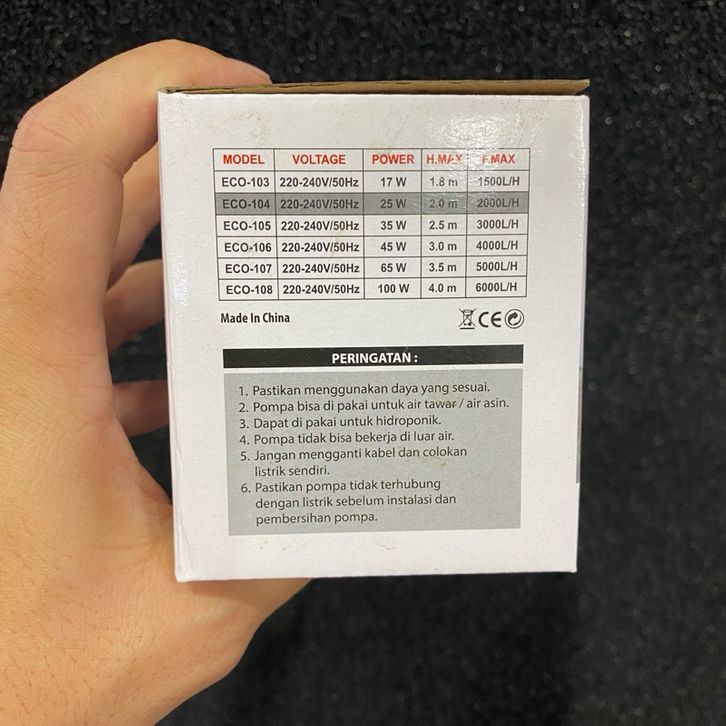 MODEL VOLTAGE POWER H.MAX F.MAX
ECO-103 220-240V/50Hz 17 W 1.8 m 1500L/H
ECO-104 220-240V/50Hz 25 W 2.0 m 2000L/H
ECO-105 220-240V/50Hz 35 W 2.5 m 3000L/H
ECO-106 220-240V/50Hz 45 W 3.0 m 4000L/H
ECO-107 220-240V/50Hz 65 W 3.5 m 5000L/H
ECO-108 220-240V/50Hz 100 W 4.0 m 6000L/H
Made In China CE
PERINGATAN :
1. Pastikan menggunakan daya yang sesuai.
2. Pompa bisa di pakai untuk air tawar / air asin.
3. Dapat di pakai untuk hidroponik.
4. Pompa tidak bisa bekerja di luar air.
5. Jangan mengganti kabel dan colokan
listrik sendiri.
6. Pastikan pompa tidak terhubung
dengan listrik sebelum instalasi dan
pembersihan pompa.